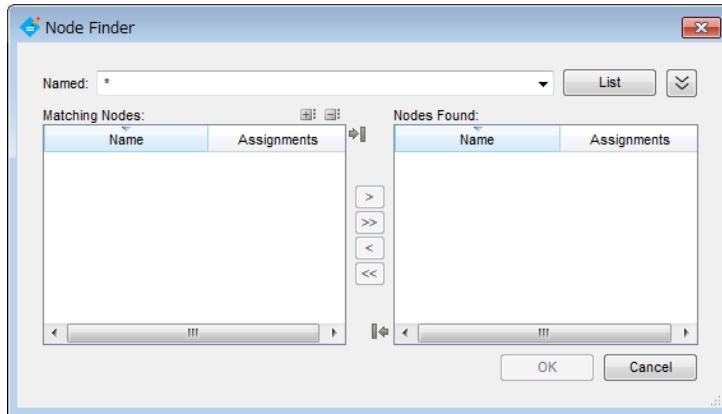 Node Finder
Named: * List
Matching Nodes: Nodes Found:
Name Assignments Name Assignments
>
>>
<
<<
OK Cancel